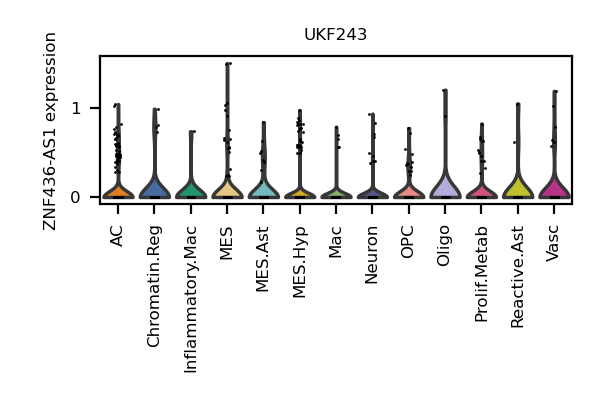 UKF243
ZNF436-AS1 expression
1
0
AC
Chromatin.Reg
Inflammatory.Mac
MES
MES.Ast
MES.Hyp
Mac
Neuron
OPC
Oligo
Prolif.Metab
Reactive.Ast
Vasc